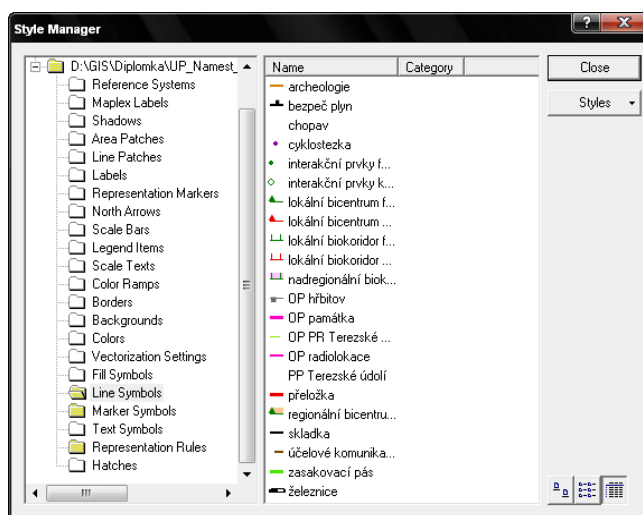 Style Manager
D:\GIS\Diplomka\UP_Namest_
Reference Systems
Maplex Labels
Shadows
Area Patches
Line Patches
Labels
Representation Markers
North Arrows
Scale Bars
Legend Items
Scale Texts
Color Ramps
Borders
Backgrounds
Colors
Vectorization Settings
Fill Symbols
Line Symbols
Marker Symbols
Text Symbols
Representation Rules
Hatches
Name Category
archeologie
bezpeč plyn
chopav
cyklostezka
interakční prvky f...
interakční prvky k...
lokální bicentrum f...
lokální bicentrum ...
lokální biokoridor f...
lokální biokoridor ...
nadregionální biok...
OP hřbitov
OP památka
OP PR Terezské ...
OP radiolokace
PP Terezské údolí
přeložka
regionální bicentru...
skladka
účelové komunika...
zasakovací pás
železnice
Close
Styles